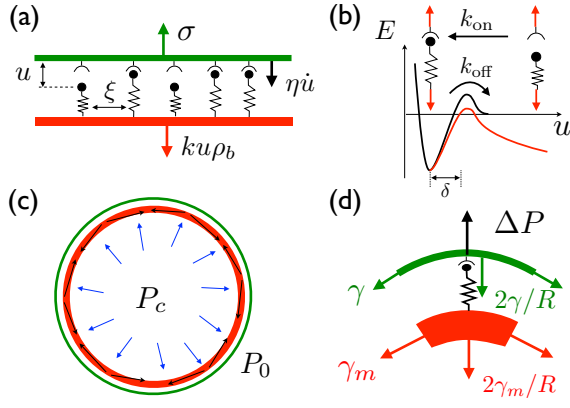 (a)
σ
u
ξ
ηu̇
kuρ_b
(b)
E
k_on
k_off
u
δ
(c)
P_c
P_0
(d)
ΔP
γ
2γ/R
γ_m
2γ_m/R